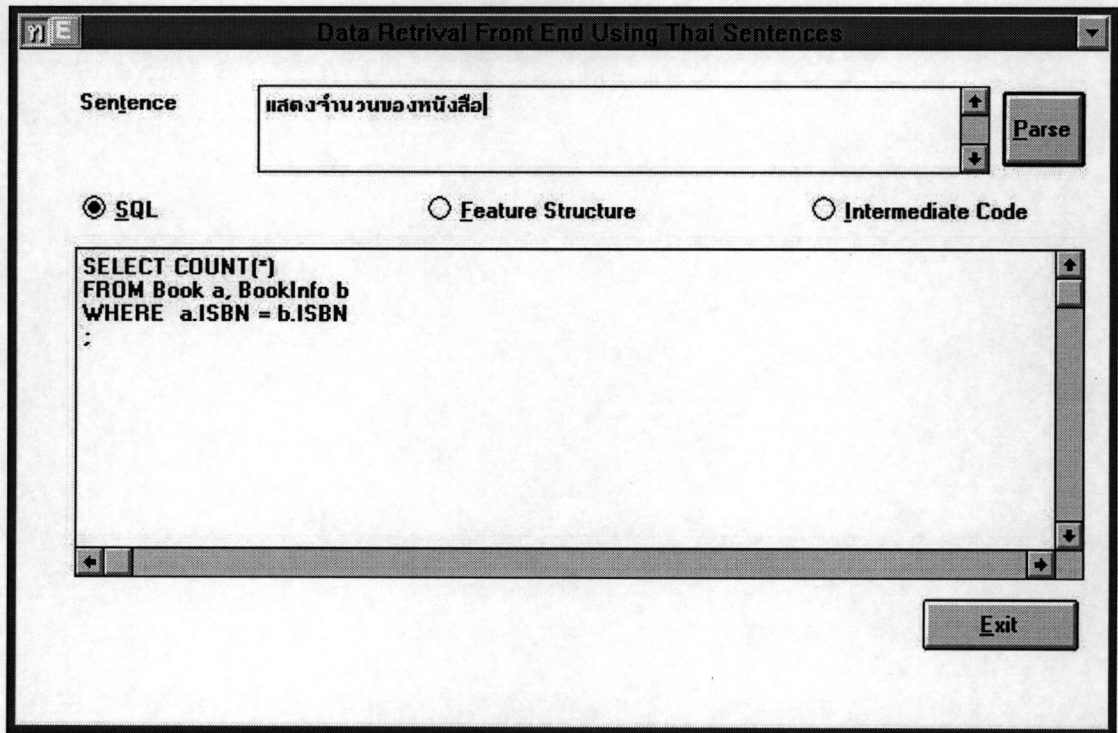 ก E Data Retrival Front End Using Thai Sentences
Sentence
แสดงจำนวนของหนังสือ
Parse
SQL Feature Structure Intermediate Code
SELECT COUNT(*)
FROM Book a, BookInfo b
WHERE a.ISBN = b.ISBN
;
Exit